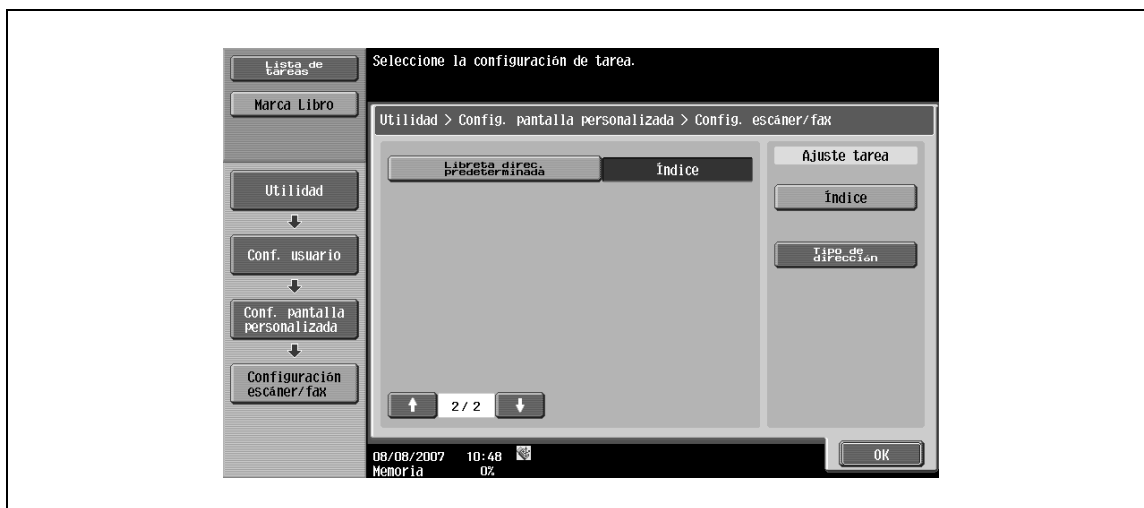 Lista de
tareas
Marca Libro
Seleccione la configuración de tarea.
Utilidad > Config. pantalla personalizada > Config. escáner/fax
Utilidad
Conf. usuario
Conf. pantalla
personalizada
Configuración
escáner/fax
Libreta direc.
predeterminada
Índice
2/2
Ajuste tarea
Índice
Tipo de
dirección
08/08/2007 10:48
Memoria 0%
OK